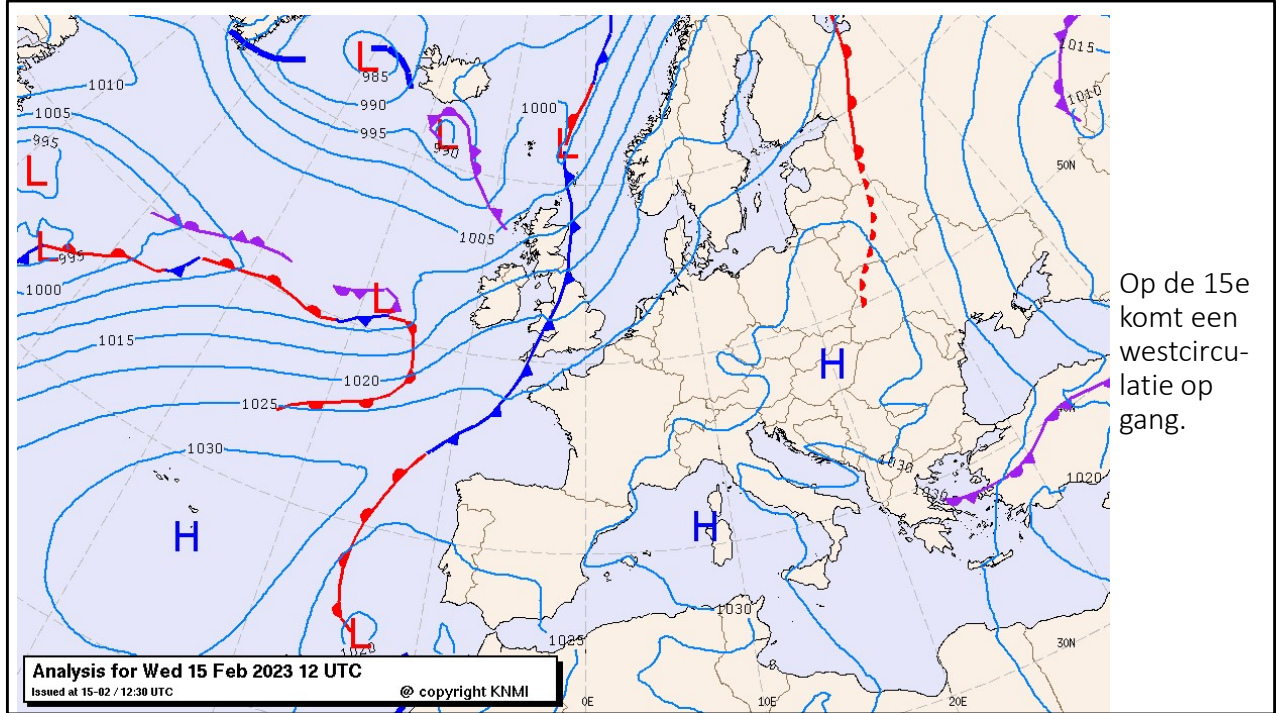 1015
1010
L
985
990
995
1000
1010
1005
995
L
990
L
L
50N
L
995
1005
L
1000
1015
1020
1025
H
40N
1030
1030
1030
1020
H
H
1030
1025
L
1020
30N
0E
10E
20E
Analysis for Wed 15 Feb 2023 12 UTC
Issued at 15-02 / 12:30 UTC @ copyright KNMI
Op de 15e
komt een
westcircu-
latie op
gang.